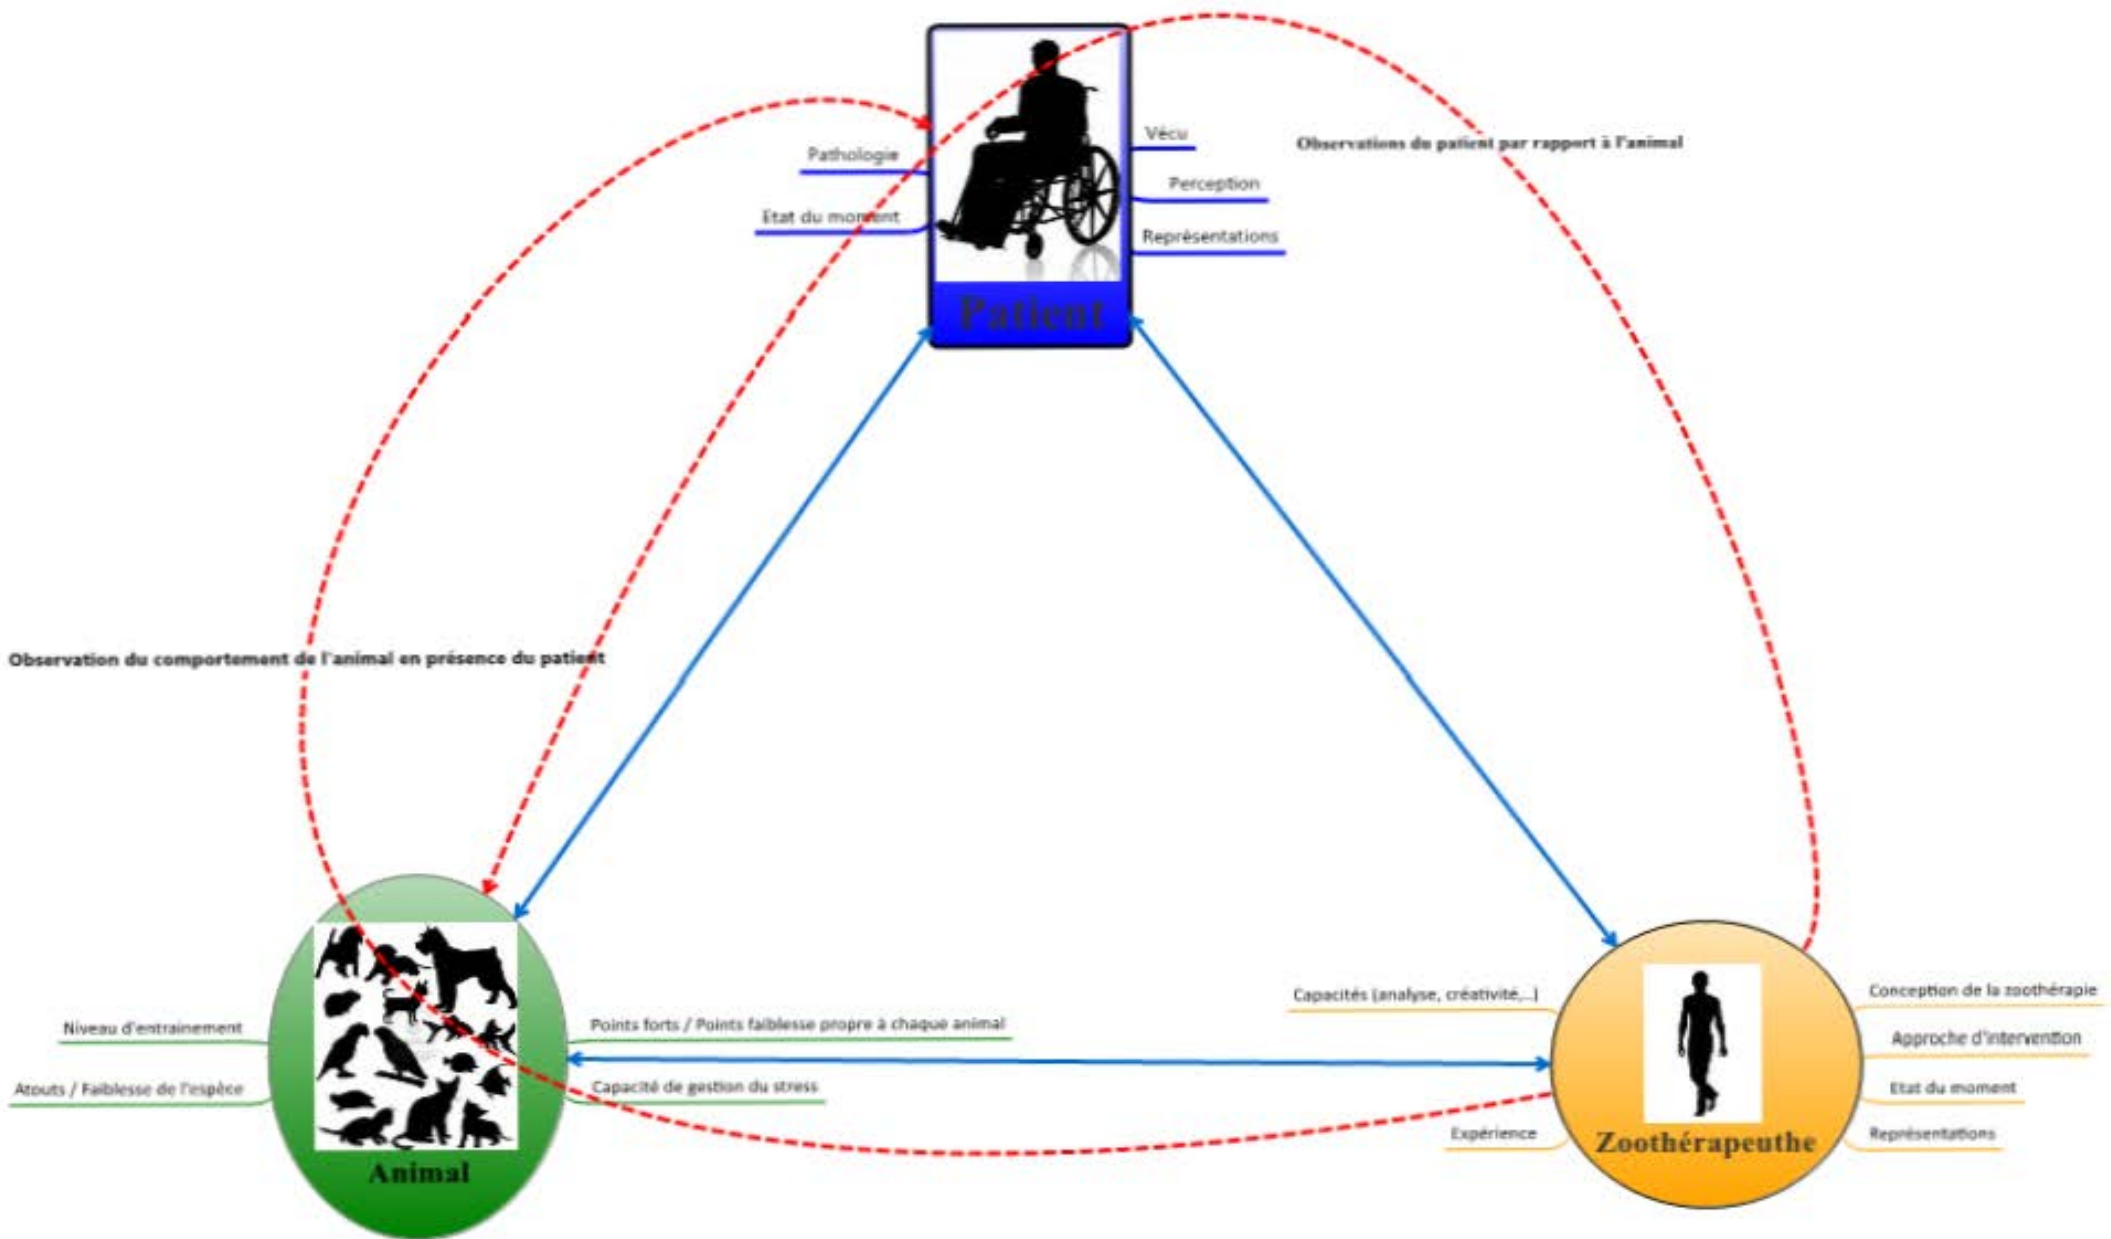 Vécu
Observations du patient par rapport à l'animal
Pathologie
Perception
Etat du moment
Représentations
Patient
Observation du comportement de l'animal en présence du patient
Capacités (analyse, créativité,..)
Conception de la zoothérapie
Niveau d'entrainement
Points forts / Points faiblesse propre à chaque animal
Approche d'intervention
Atouts / Faiblesse de l'espèce
Capacité de gestion du stress
Etat du moment
Expérience
Zoothérapeuthe
Représentations
Animal